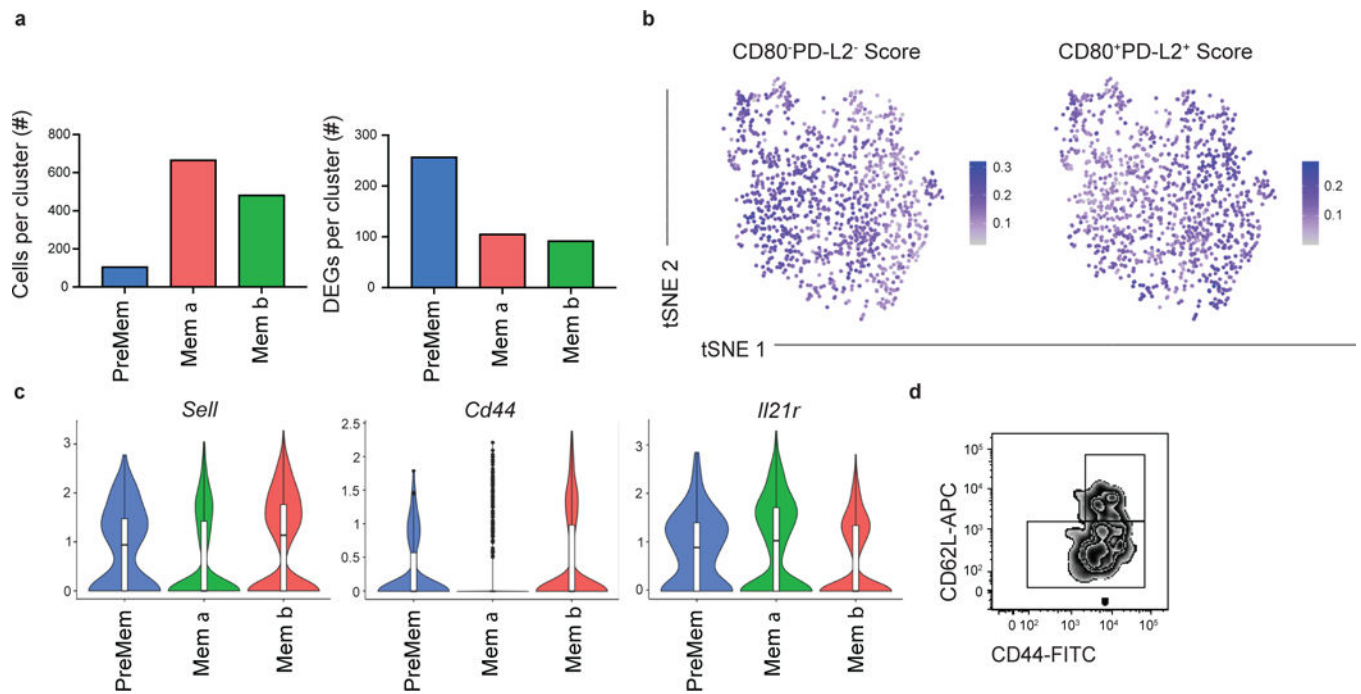 a
Cells per cluster (#)
800
600
400
200
0
PreMem
Mem a
Mem b
DEGs per cluster (#)
300
200
100
0
PreMem
Mem a
Mem b
b
CD80⁻PD-L2⁻ Score
0.3
0.2
0.1
CD80⁺PD-L2⁺ Score
0.2
0.1
tSNE 2
tSNE 1
c
Sell
3
2
1
0
PreMem
Mem a
Mem b
Cd44
2.5
2
1.5
1
0.5
0
PreMem
Mem a
Mem b
Il21r
3
2
1
0
PreMem
Mem a
Mem b
d
CD62L-APC
10⁵
10⁴
10³
10²
0
0 10² 10³ 10⁴ 10⁵
CD44-FITC